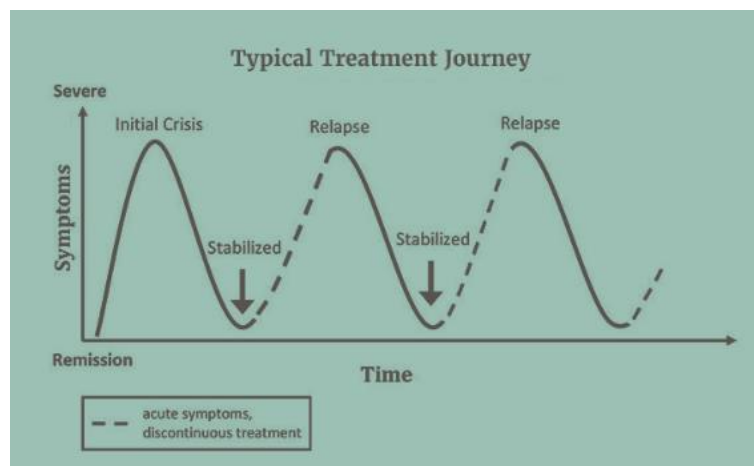 Typical Treatment Journey
Severe
Initial Crisis
Relapse
Relapse
Symptoms
Stabilized
Stabilized
Remission
Time
acute symptoms,
discontinuous treatment